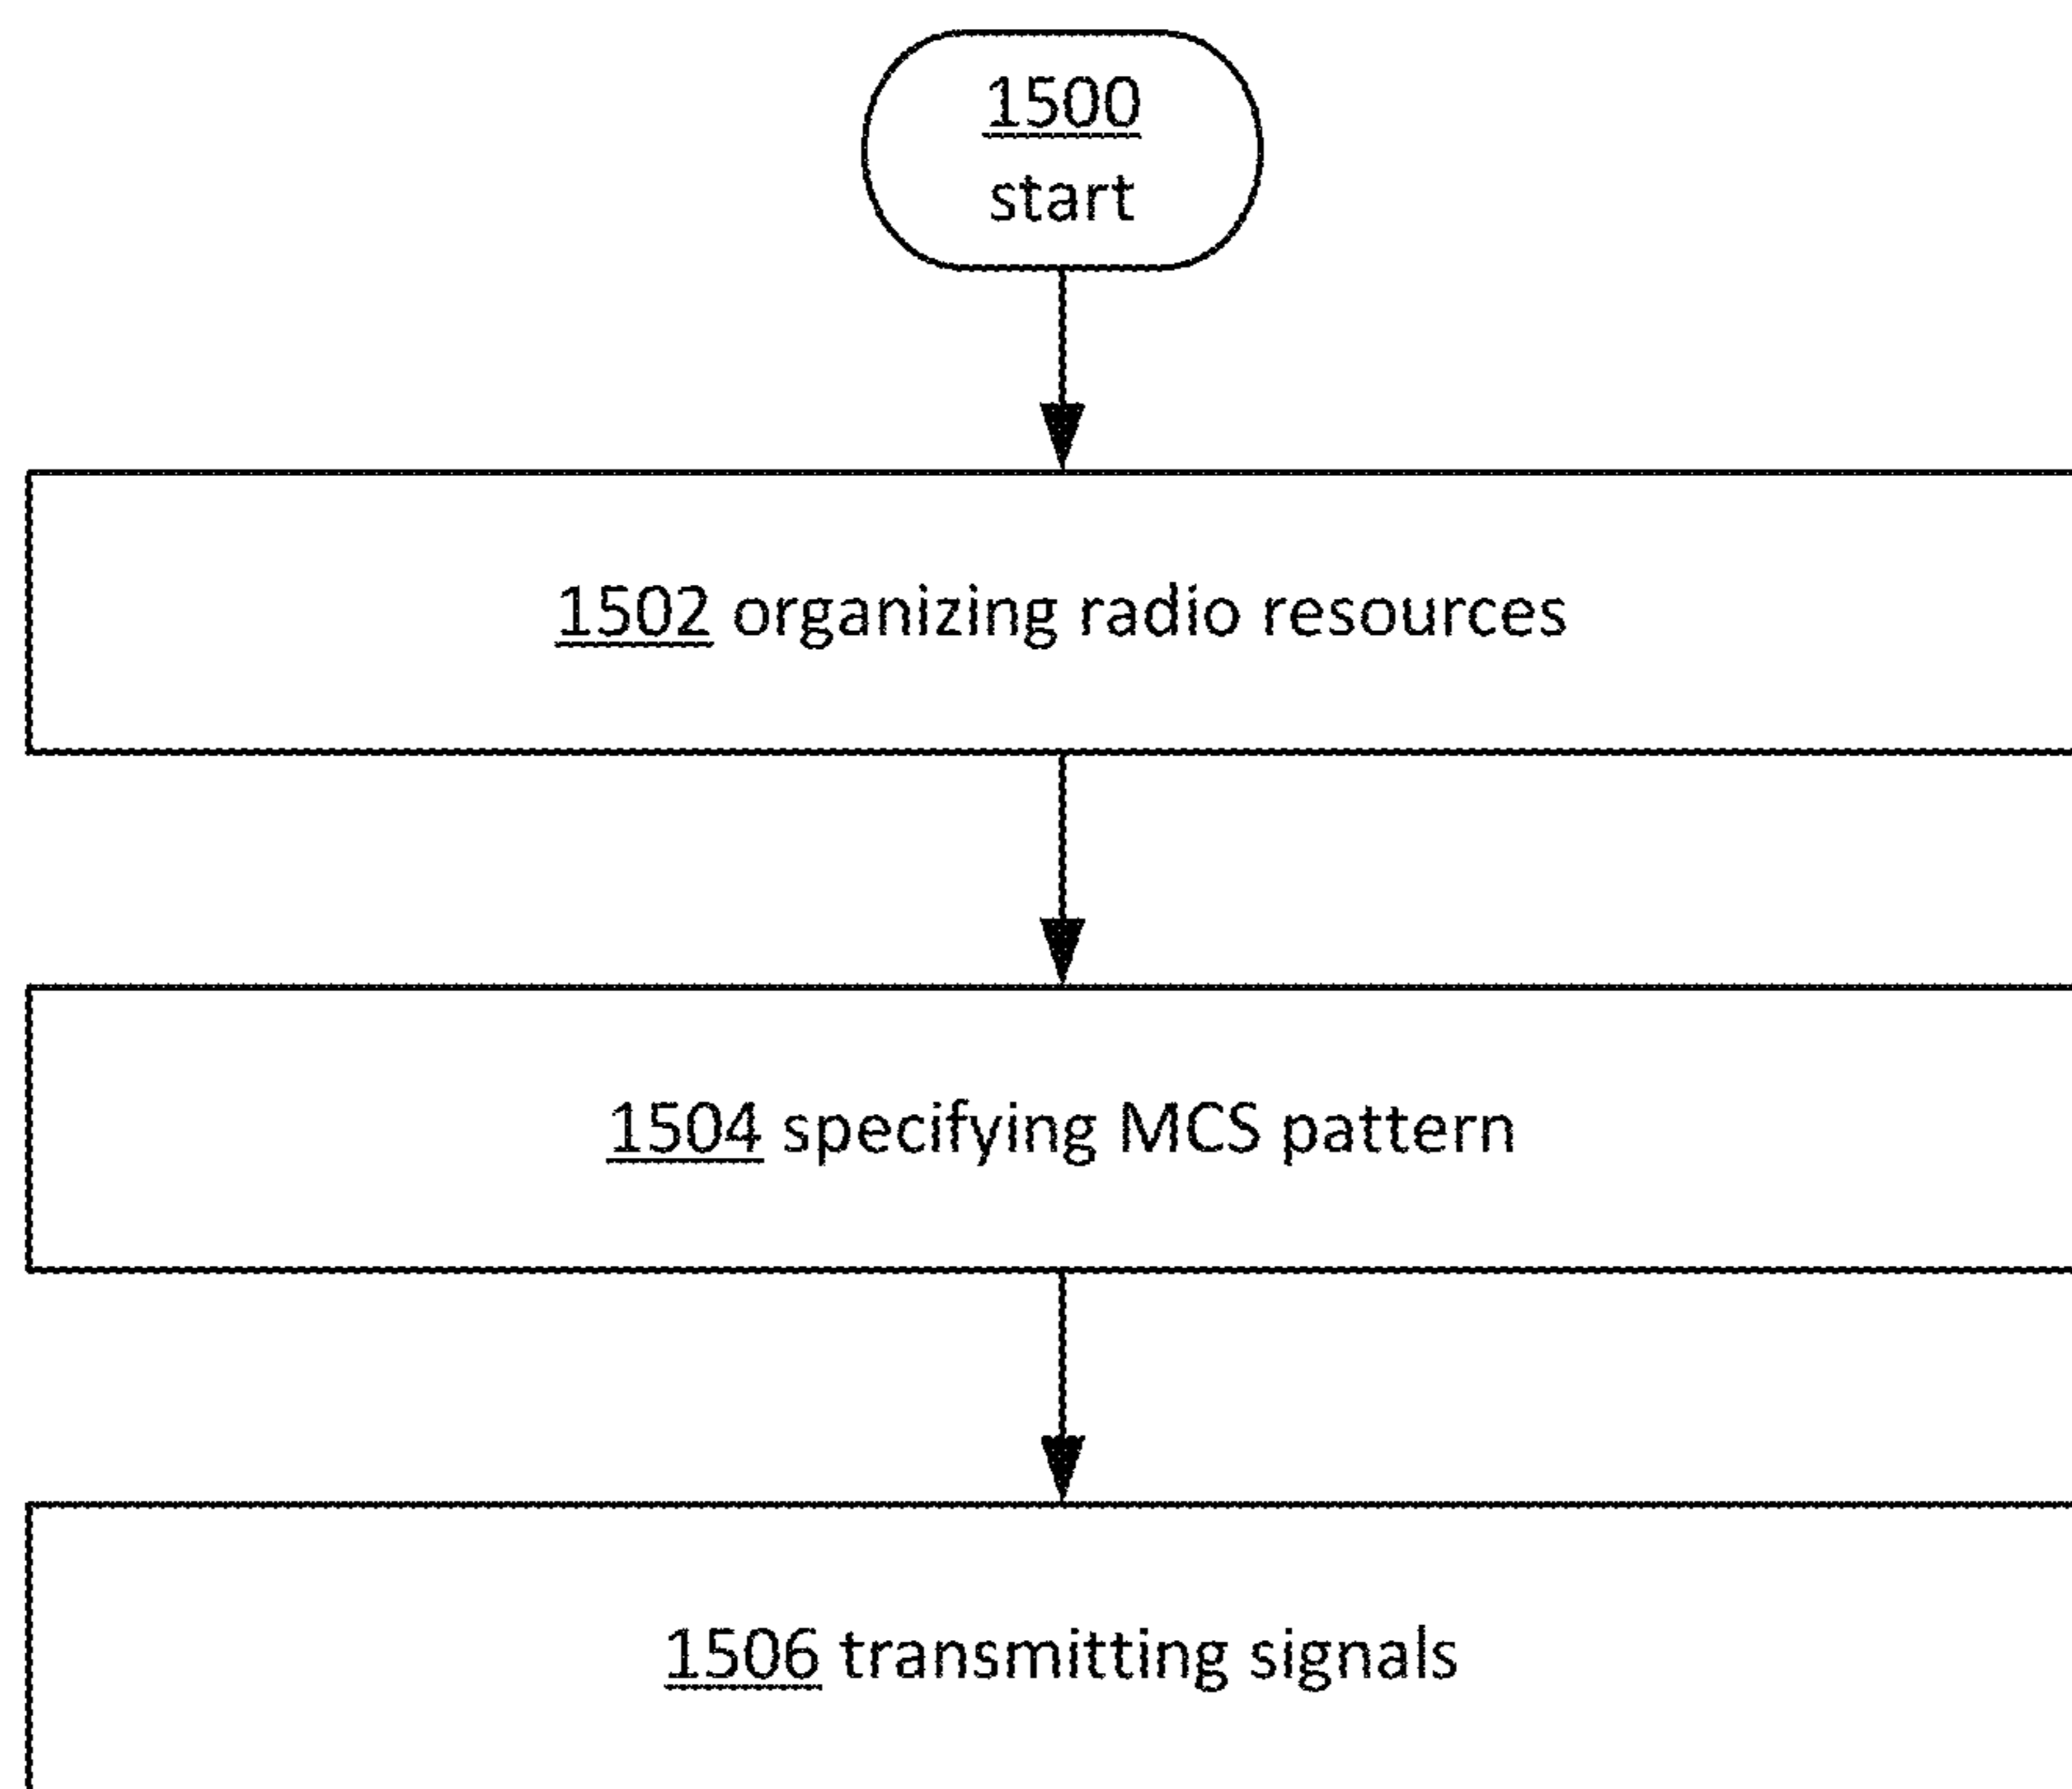 1500
start
1502 organizing radio resources
1504 specifying MCS pattern
1506 transmitting signals